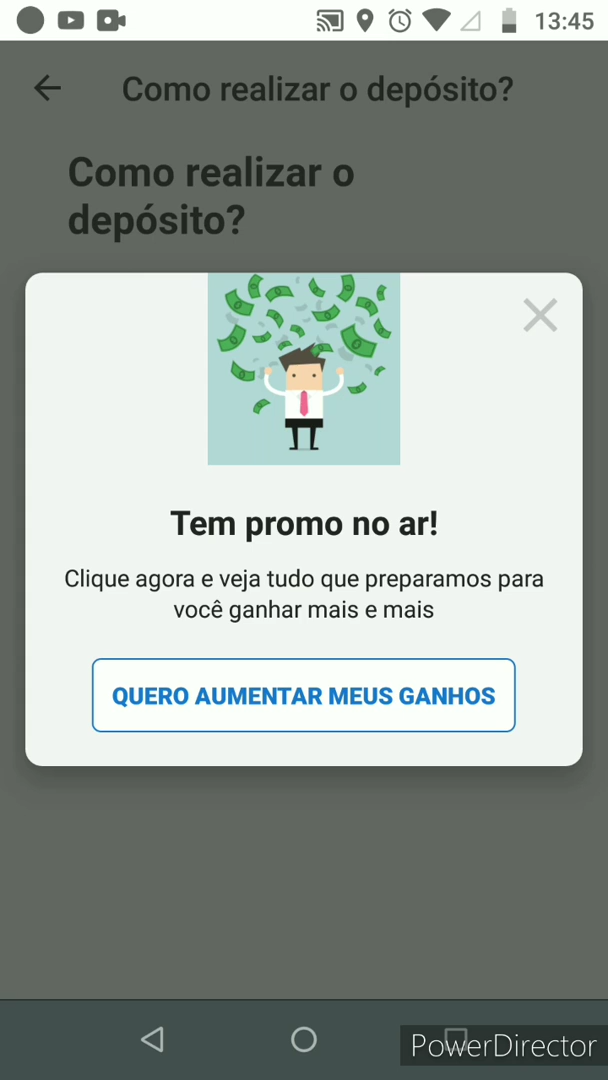 13:45
Como realizar o depósito?
Como realizar o
depósito?
Tem promo no ar!
Clique agora e veja tudo que preparamos para
você ganhar mais e mais
QUERO AUMENTAR MEUS GANHOS
PowerDirector